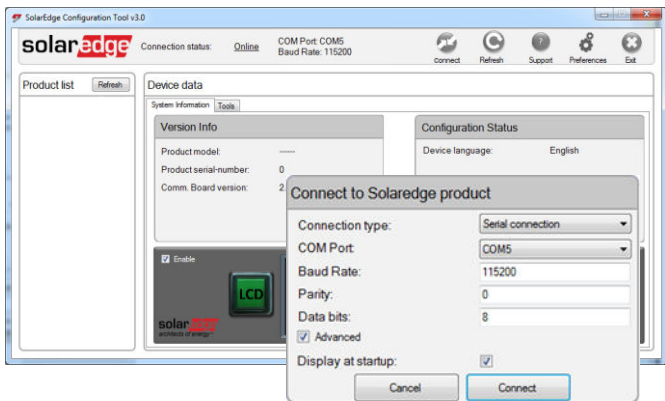 SolarEdge Configuration Tool v3.0
solaredge
Connection status: Online
COM Port: COM5
Baud Rate: 115200
connect Refresh Support Preferences Exit
Product list Refresh
Device data
System Information Tools
Version Info
Product model: ------
Product serial-number: 0
Comm. Board version: 2
Configuration Status
Device language: English
Enable
LCD
solaredge
architects of energy
Connect to Solaredge product
Connection type: Serial connection
COM Port: COM5
Baud Rate: 115200
Parity: 0
Data bits: 8
Advanced
Display at startup:
Cancel Connect